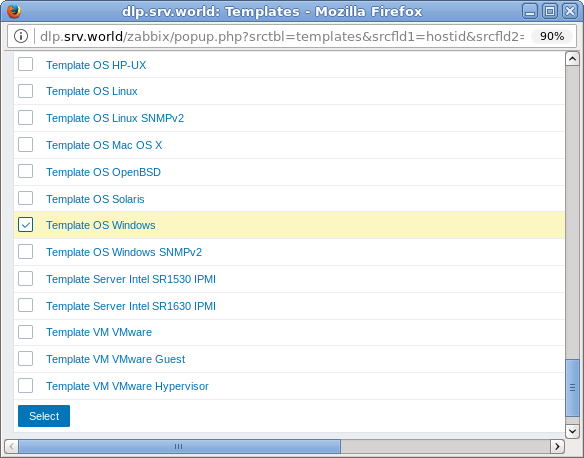 dlp.srv.world: Templates - Mozilla Firefox
dlp.srv.world/zabbix/popup.php?srctbl=templates&srcfld1=hostid&srcfld2= 90%
Template OS HP-UX
Template OS Linux
Template OS Linux SNMPv2
Template OS Mac OS X
Template OS OpenBSD
Template OS Solaris
Template OS Windows
Template OS Windows SNMPv2
Template Server Intel SR1530 IPMI
Template Server Intel SR1630 IPMI
Template VM VMware
Template VM VMware Guest
Template VM VMware Hypervisor
Select